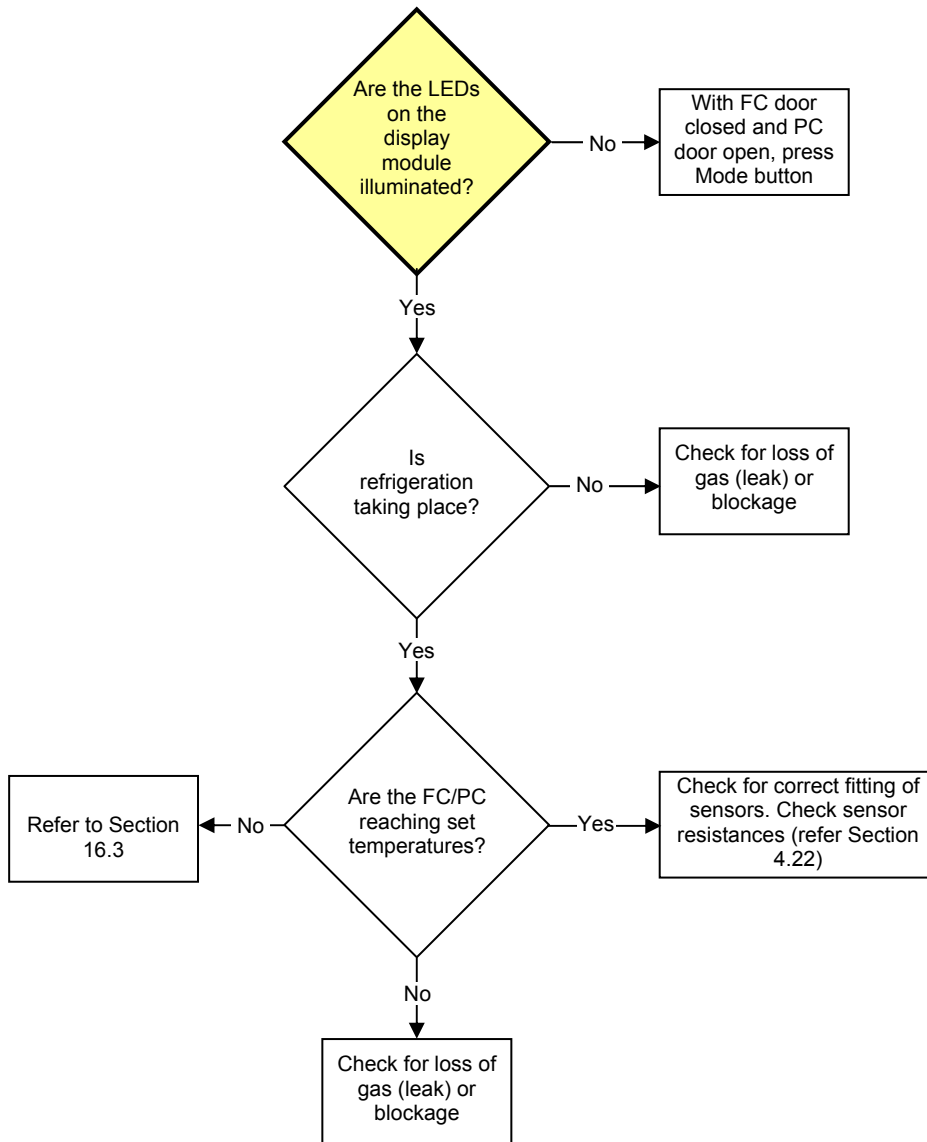 Are the LEDs
on the
display
module
illuminated?
No
With FC door
closed and PC
door open, press
Mode button
Yes
Is
refrigeration
taking place?
No
Check for loss of
gas (leak) or
blockage
Yes
Refer to Section
16.3
No
Are the FC/PC
reaching set
temperatures?
Yes
Check for correct fitting of
sensors. Check sensor
resistances (refer Section
4.22)
No
Check for loss of
gas (leak) or
blockage